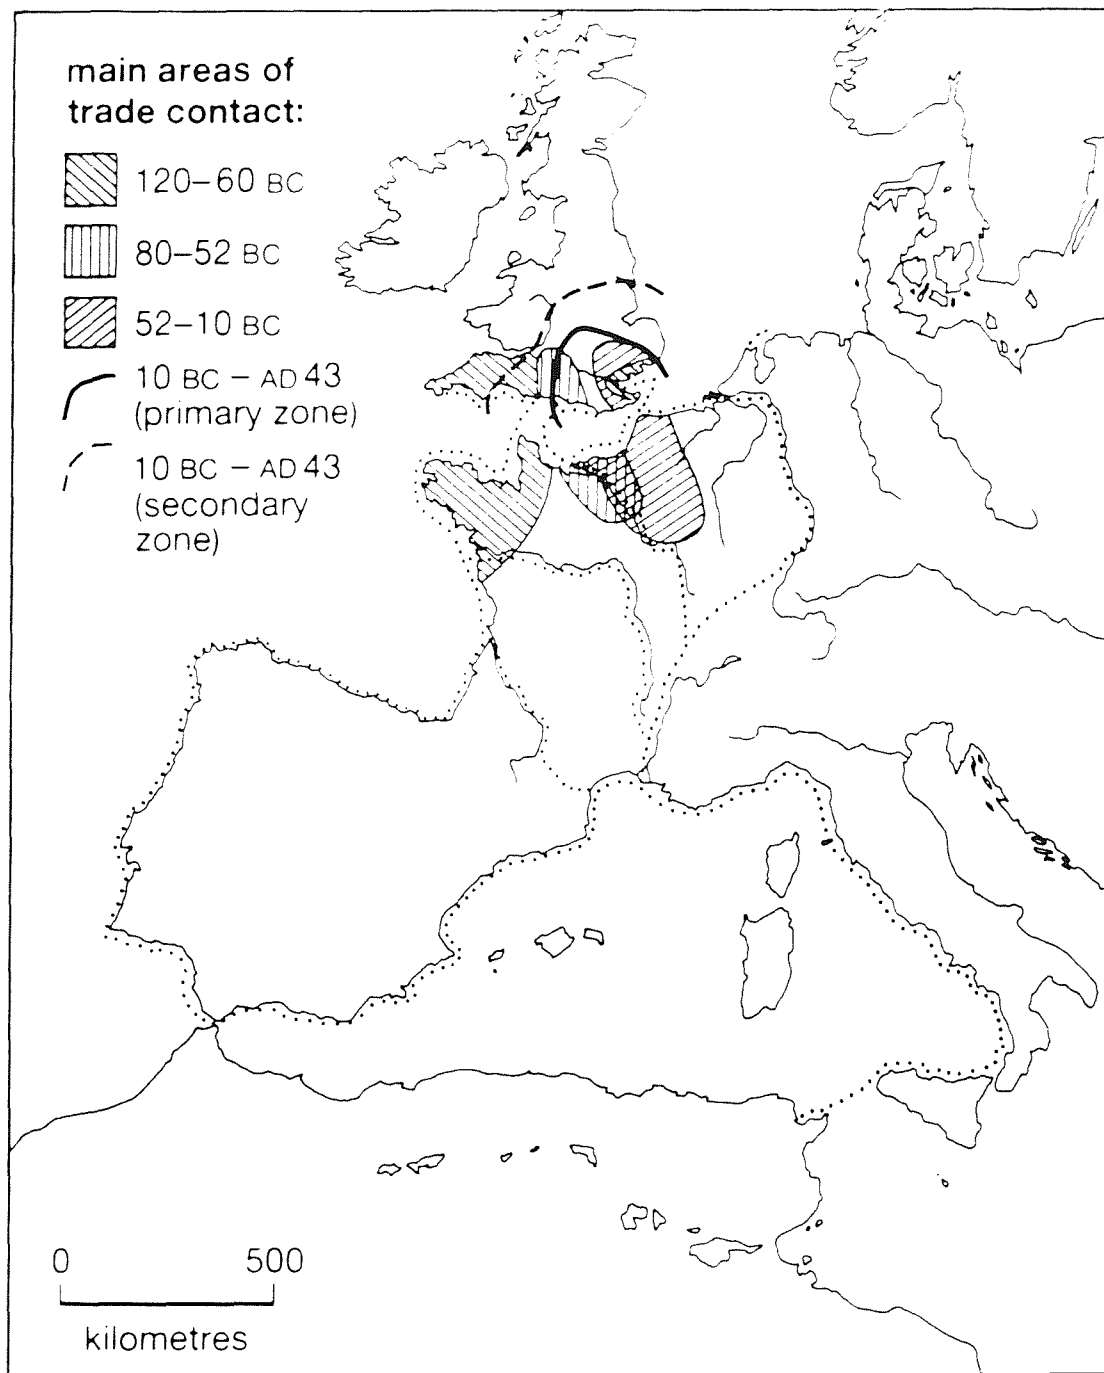 main areas of
trade contact:
120–60 BC
80–52 BC
52–10 BC
10 BC – AD 43
(primary zone)
10 BC – AD 43
(secondary
zone)
0 500
kilometres